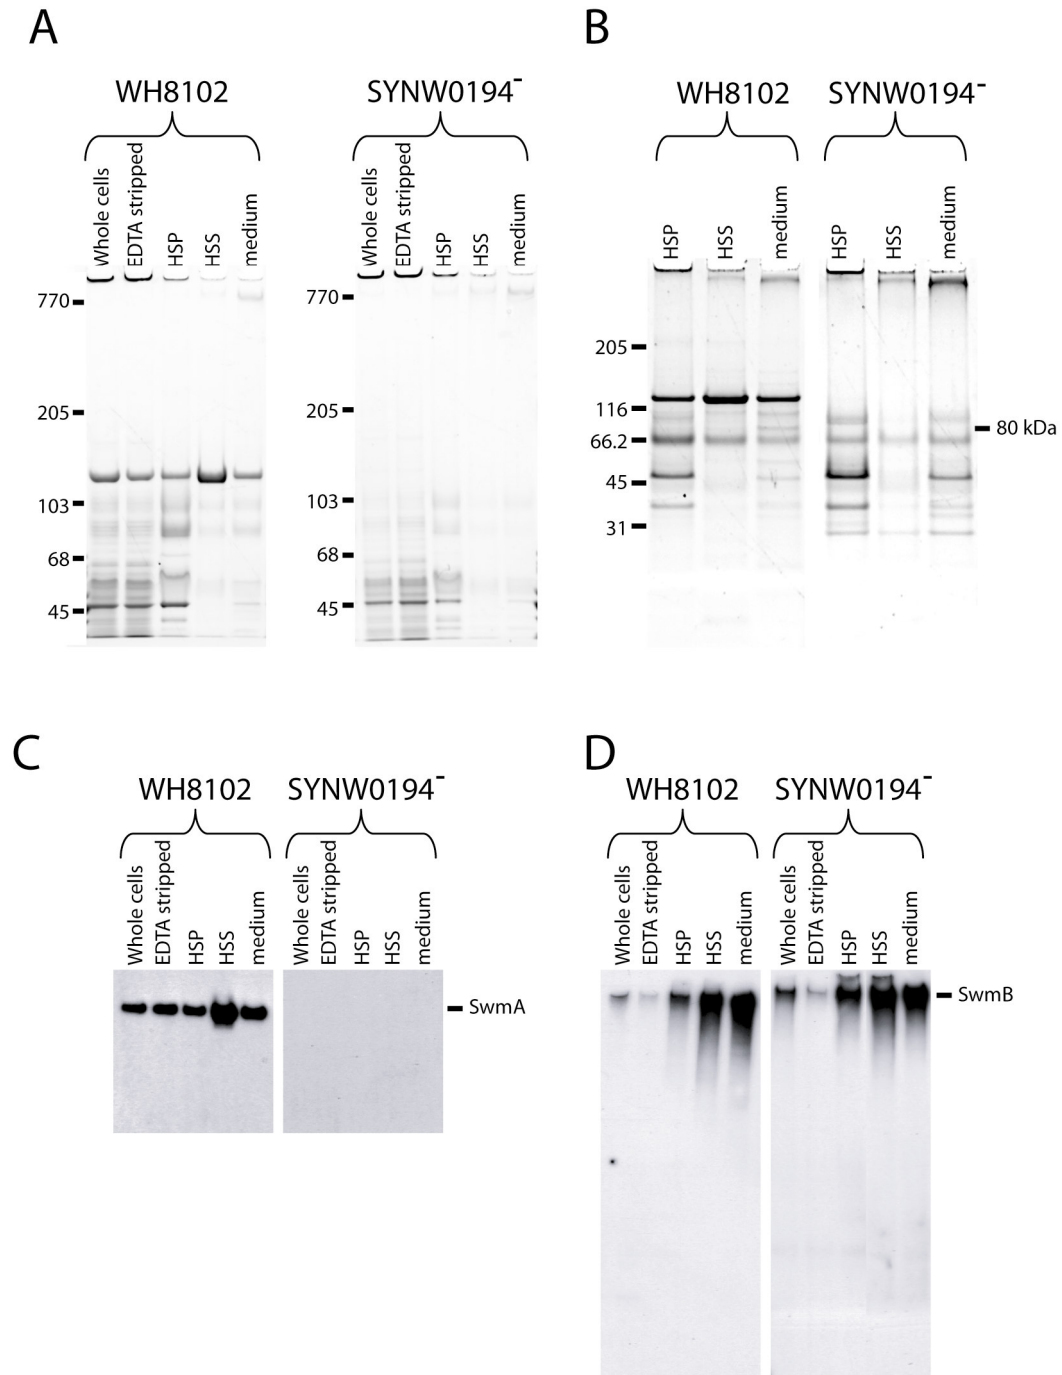 A
WH8102
SYNW0194-
Whole cells
EDTA stripped
HSP
HSS
medium
Whole cells
EDTA stripped
HSP
HSS
medium
770
205
103
68
45
770
205
103
68
45
B
WH8102
SYNW0194-
HSP
HSS
medium
HSP
HSS
medium
205
116
66.2
45
31
80 kDa
C
WH8102
SYNW0194-
Whole cells
EDTA stripped
HSP
HSS
medium
Whole cells
EDTA stripped
HSP
HSS
medium
SwmA
D
WH8102
SYNW0194-
Whole cells
EDTA stripped
HSP
HSS
medium
Whole cells
EDTA stripped
HSP
HSS
medium
SwmB